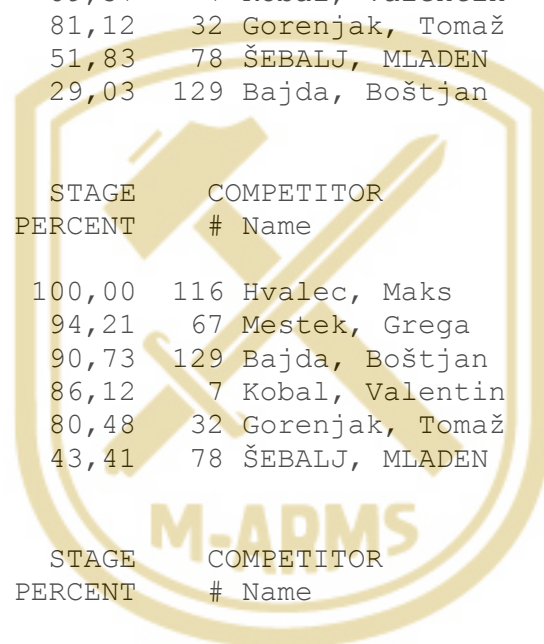 81,12 32 Gorenjak, Tomaž
51,83 78 ŠEBALJ, MLADEN
29,03 129 Bajda, Boštjan
STAGE COMPETITOR
PERCENT # Name
100,00 116 Hvalec, Maks
94,21 67 Mestek, Grega
90,73 129 Bajda, Boštjan
86,12 7 Kobal, Valentin
80,48 32 Gorenjak, Tomaž
43,41 78 ŠEBALJ, MLADEN
M-ARMS
STAGE COMPETITOR
PERCENT # Name